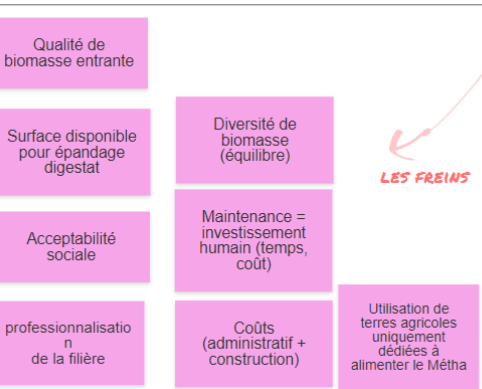 Qualité de
biomasse entrante
Surface disponible
pour épandage
digestat
Acceptabilité
sociale
professionnalisatio
n
de la filière
Diversité de
biomasse
(équilibre)
Maintenance =
investissement
humain (temps,
coût)
Coûts
(administratif +
construction)
LES FREINS
Utilisation de
terres agricoles
uniquement
dédiées à
alimenter le Métha